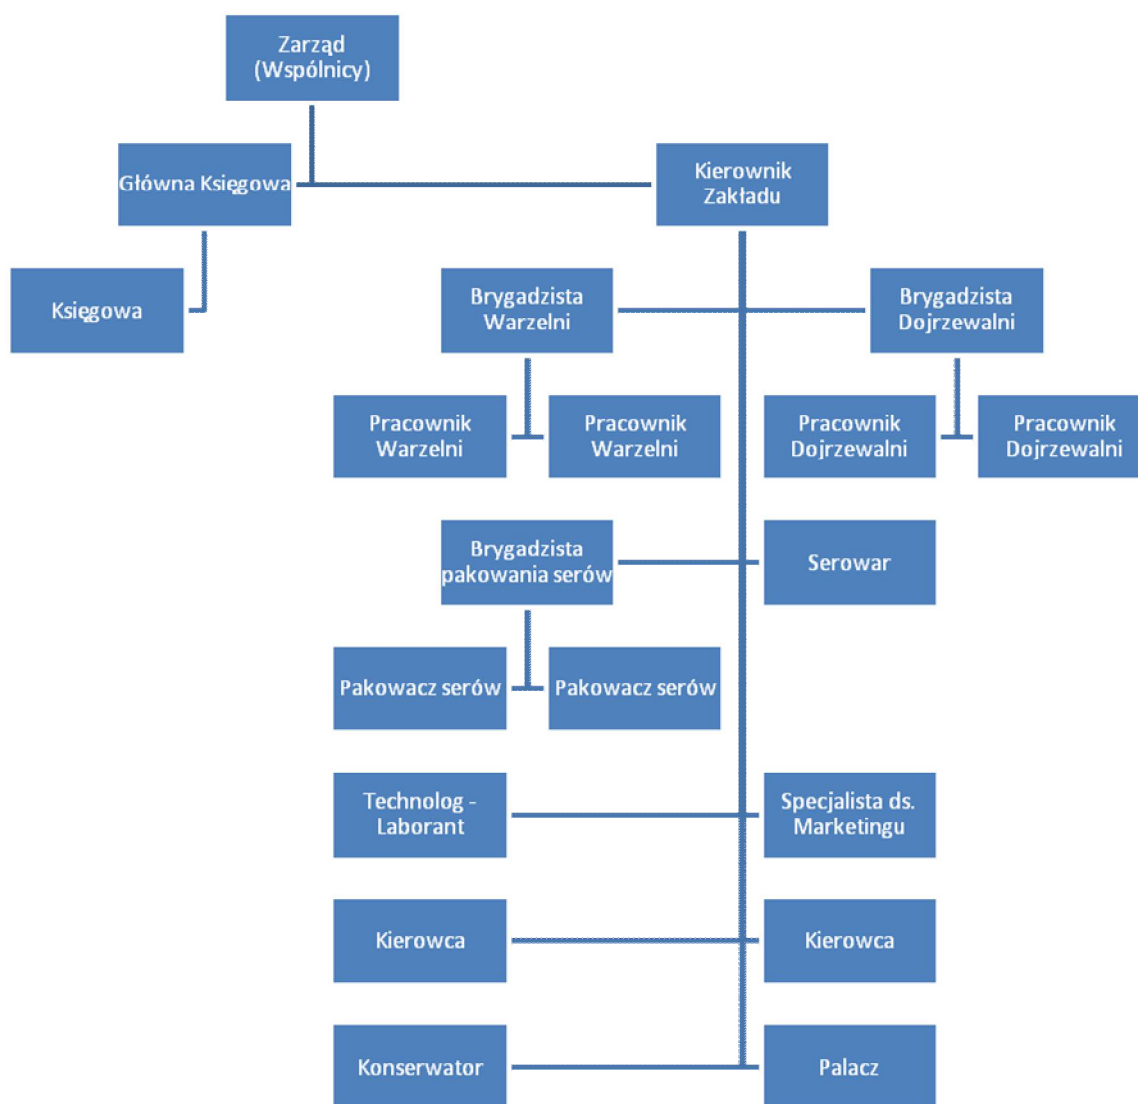 Zarząd
(Wspólnicy)
Główna Księgowa
Kierownik
Zakładu
Księgowa
Brygadzista
Warzelni
Brygadzista
Dojrzewalni
Pracownik
Warzelni
Pracownik
Warzelni
Pracownik
Dojrzewalni
Pracownik
Dojrzewalni
Brygadzista
pakowania serów
Serowar
Pakowacz serów
Pakowacz serów
Technolog -
Laborant
Specjalista ds.
Marketingu
Kierowca
Kierowca
Konserwator
Palacz